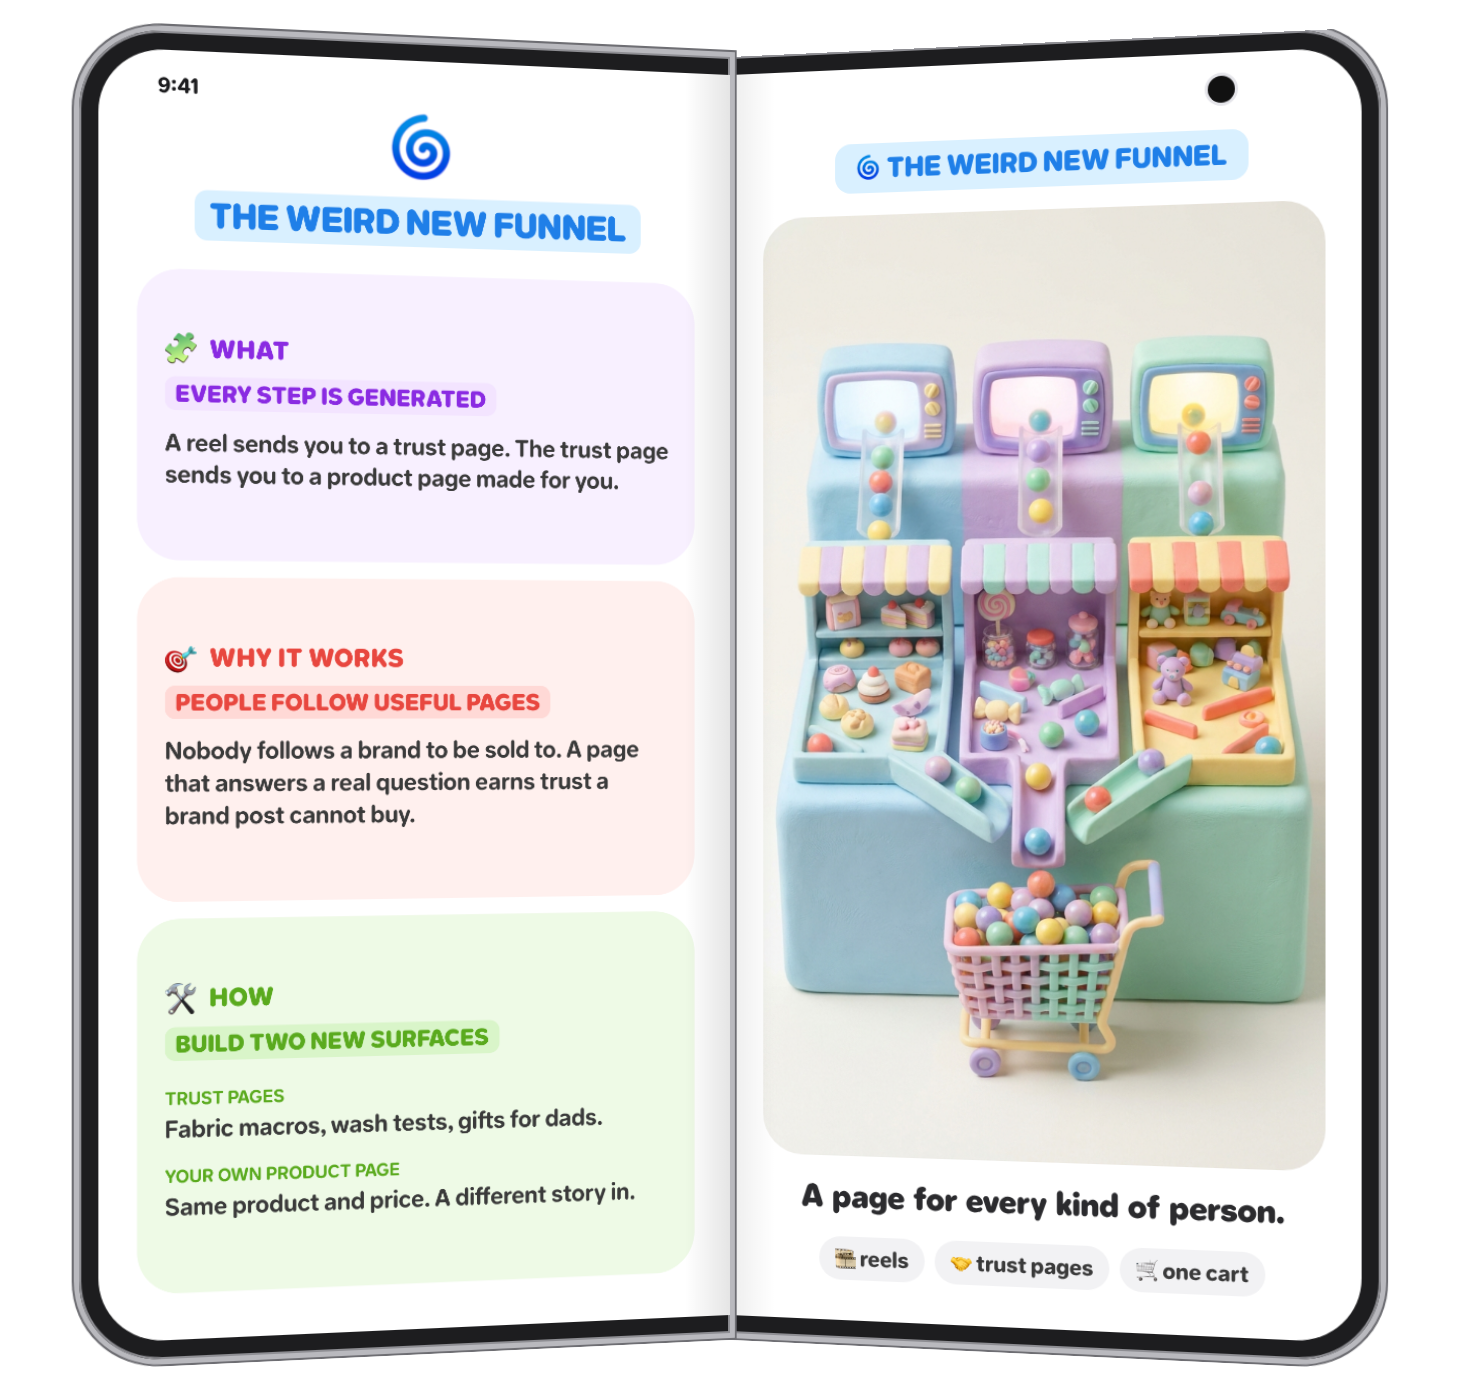 9:41
THE WEIRD NEW FUNNEL
WHAT
EVERY STEP IS GENERATED
A reel sends you to a trust page. The trust page
sends you to a product page made for you.
WHY IT WORKS
PEOPLE FOLLOW USEFUL PAGES
Nobody follows a brand to be sold to. A page
that answers a real question earns trust a
brand post cannot buy.
HOW
BUILD TWO NEW SURFACES
TRUST PAGES
Fabric macros, wash tests, gifts for dads.
YOUR OWN PRODUCT PAGE
Same product and price. A different story in.
THE WEIRD NEW FUNNEL
A page for every kind of person.
reels
trust pages
one cart